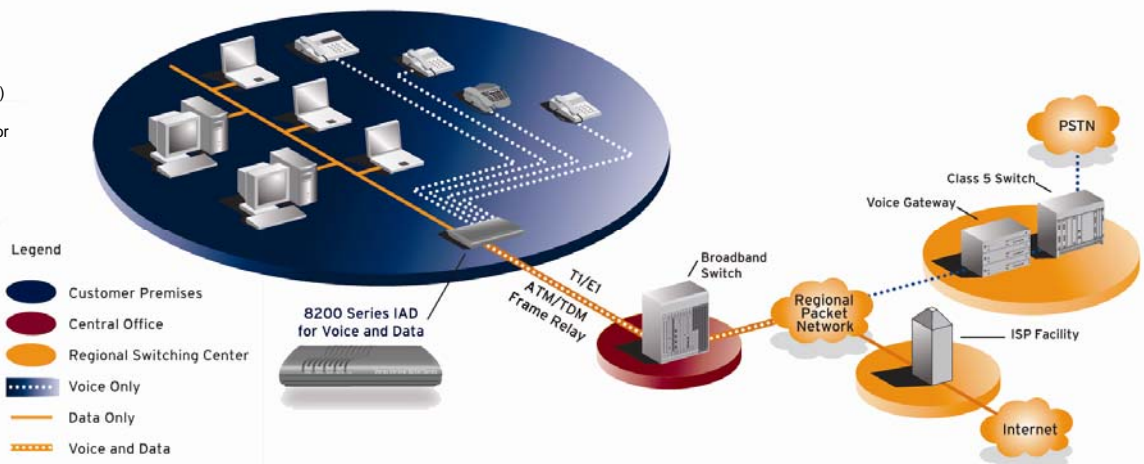 )
or
Legend
Customer Premises
Central Office
Regional Switching Center
Voice Only
Data Only
Voice and Data
8200 Series IAD
for Voice and Data
T1/E1
ATM/TDM
Frame Relay
Broadband
Switch
Regional
Packet
Network
Voice Gateway
Class 5 Switch
PSTN
ISP Facility
Internet